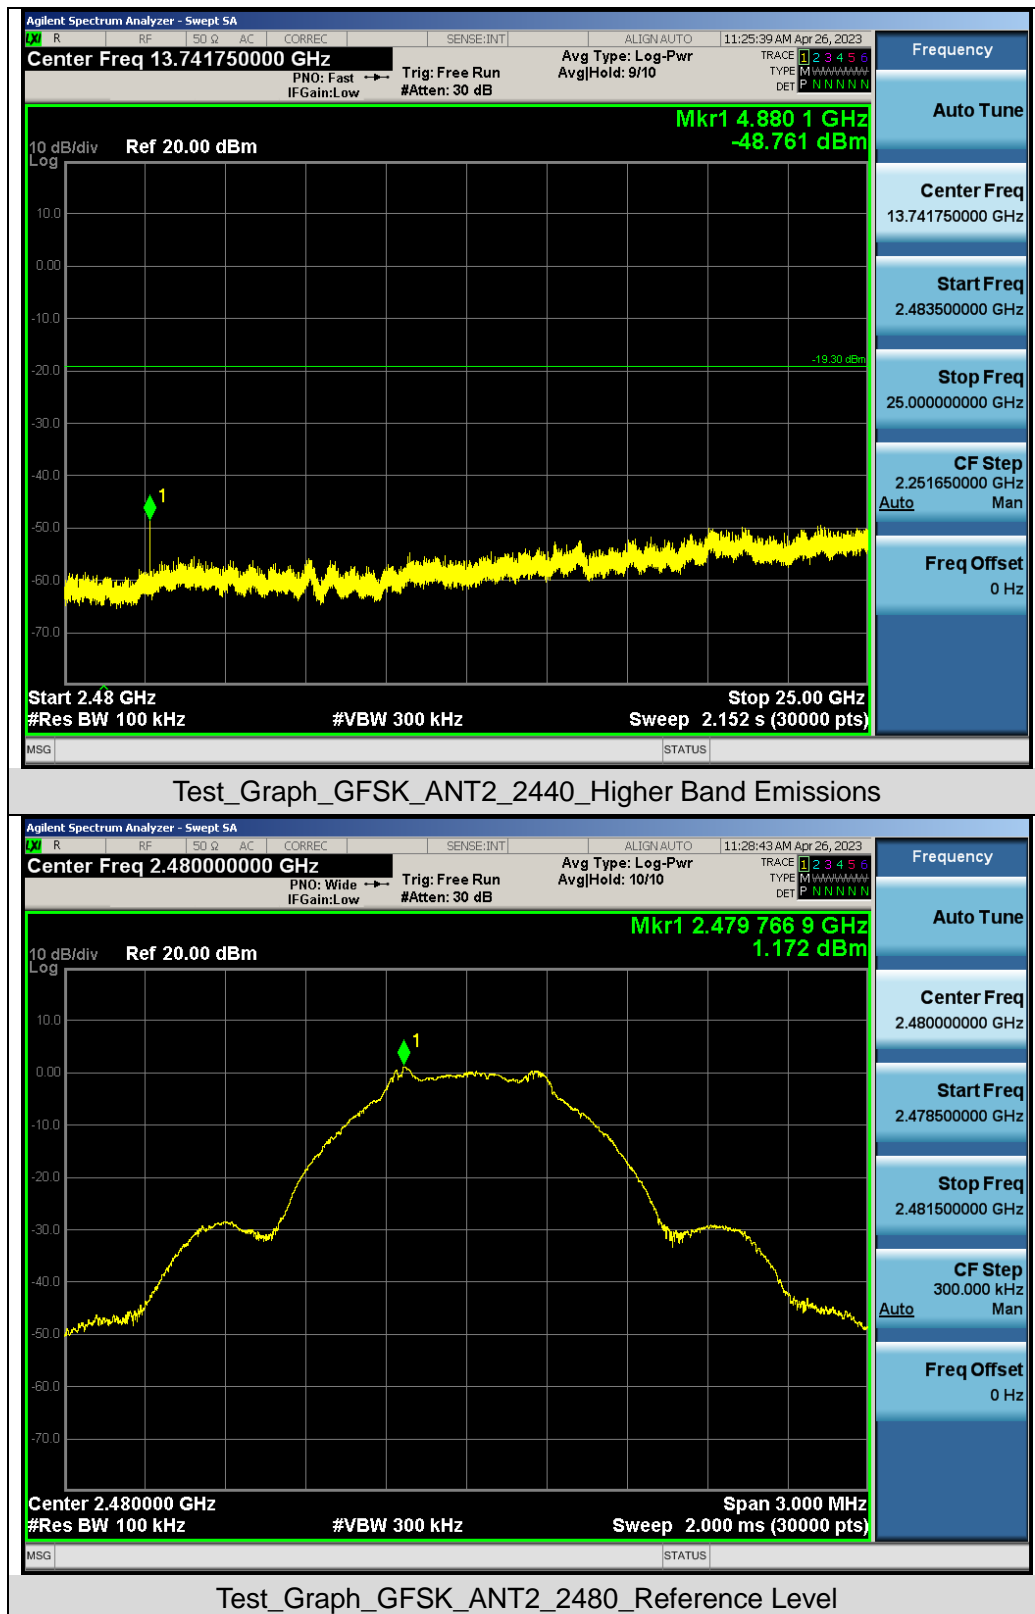 Agilent Spectrum Analyzer - Swept SA
LXI R RF 50 Ω AC CORREC SENSE:INT ALIGN AUTO 11:25:39 AM Apr 26, 2023
Center Freq 13.741750000 GHz
PNO: Fast
IFGain:Low
Trig: Free Run
#Atten: 30 dB
Avg Type: Log-Pwr
Avg|Hold: 9/10
TRACE 1 2 3 4 5 6
TYPE M WWWWW
DET P N N N N N
Mkr1 4.880 1 GHz
-48.761 dBm
10 dB/div Ref 20.00 dBm
Log
10.0
0.00
-10.0
-19.30 dBm
-20.0
-30.0
-40.0
1
-50.0
-60.0
-70.0
Start 2.48 GHz Stop 25.00 GHz
#Res BW 100 kHz #VBW 300 kHz Sweep 2.152 s (30000 pts)
MSG STATUS
Frequency
Auto Tune
Center Freq
13.741750000 GHz
Start Freq
2.483500000 GHz
Stop Freq
25.000000000 GHz
CF Step
2.251650000 GHz
Auto Man
Freq Offset
0 Hz
Test_Graph_GFSK_ANT2_2440_Higher Band Emissions
Agilent Spectrum Analyzer - Swept SA
LXI R RF 50 Ω AC CORREC SENSE:INT ALIGN AUTO 11:28:43 AM Apr 26, 2023
Center Freq 2.480000000 GHz
PNO: Wide
IFGain:Low
Trig: Free Run
#Atten: 30 dB
Avg Type: Log-Pwr
Avg|Hold: 10/10
TRACE 1 2 3 4 5 6
TYPE M WWWWW
DET P N N N N N
Mkr1 2.479 766 9 GHz
1.172 dBm
10 dB/div Ref 20.00 dBm
Log
10.0
1
0.00
-10.0
-20.0
-30.0
-40.0
-50.0
-60.0
-70.0
Center 2.480000 GHz Span 3.000 MHz
#Res BW 100 kHz #VBW 300 kHz Sweep 2.000 ms (30000 pts)
MSG STATUS
Frequency
Auto Tune
Center Freq
2.480000000 GHz
Start Freq
2.478500000 GHz
Stop Freq
2.481500000 GHz
CF Step
300.000 kHz
Auto Man
Freq Offset
0 Hz
Test_Graph_GFSK_ANT2_2480_Reference Level